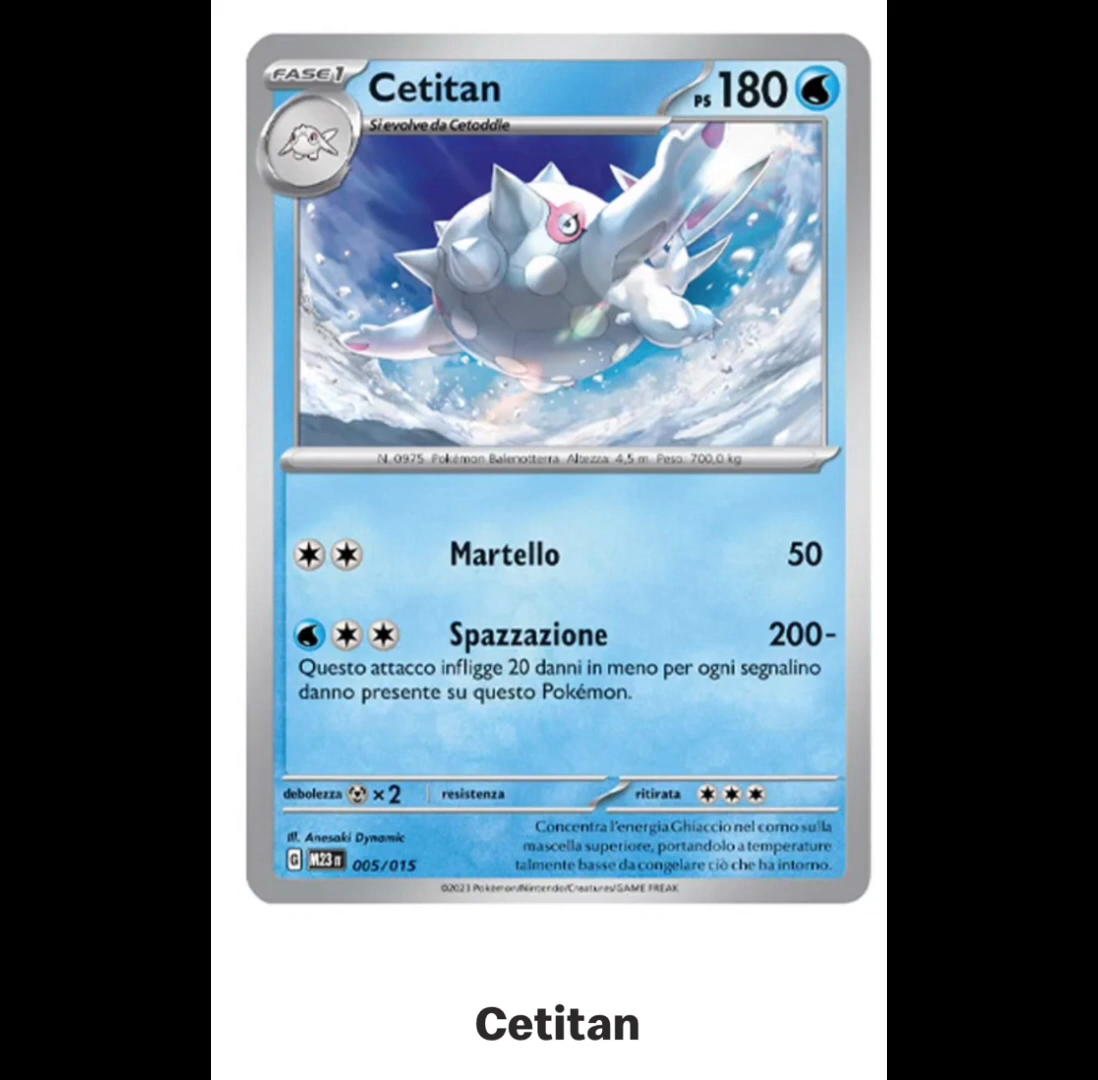 FASE 1
Cetitan
PS 180
Si evolve da Cetoddle
N. 0975 Pokémon Balenotterra Altezza: 4,5 m Peso: 700,0 kg
Martello 50
Spazzazione 200-
Questo attacco infligge 20 danni in meno per ogni segnalino
danno presente su questo Pokémon.
debolezza ×2 resistenza ritirata
Ill. Anesaki Dynamic
G M23 IT 005/015
Concentra l'energia Ghiaccio nel corno sulla
mascella superiore, portandolo a temperature
talmente basse da congelare ciò che ha intorno.
©2023 Pokémon/Nintendo/Creatures/GAME FREAK
Cetitan